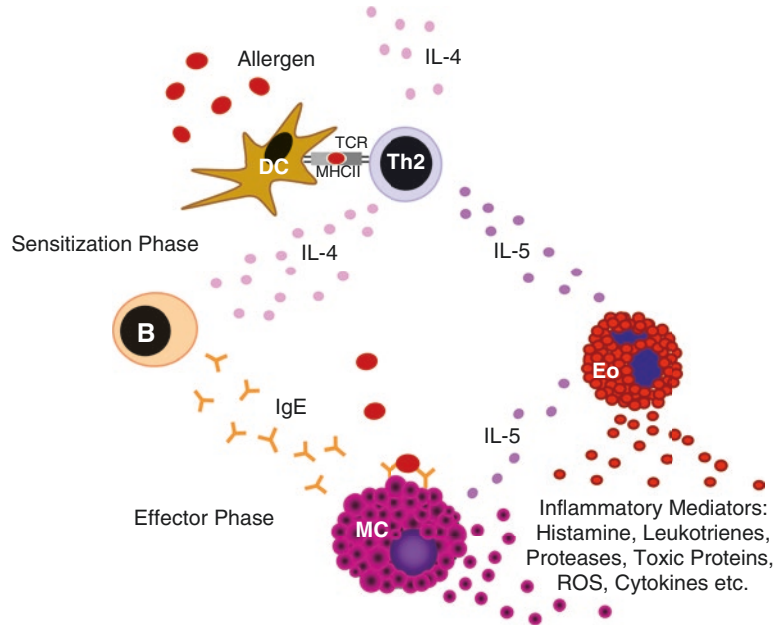 IL-4
Allergen
TCR
DC
MHCII
Th2
Sensitization Phase
IL-4
IL-5
B
Eo
IgE
IL-5
Effector Phase
MC
Inflammatory Mediators:
Histamine, Leukotrienes,
Proteases, Toxic Proteins,
ROS, Cytokines etc.